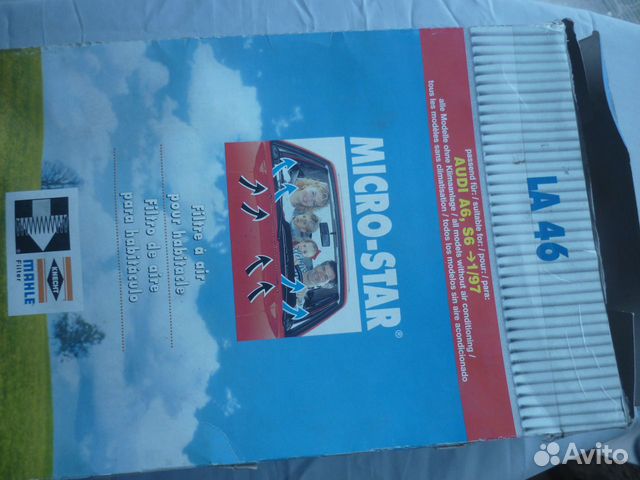 LA 46
passend für: / suitable for: / pour: / para:
AUDI A6, S6 →1/97
alle Modelle ohne Klimaanlage / all models without air conditioning /
tous les modèles sans climatisation / todos los modelos sin aire acondicionado
MICRO-STAR®
Filtre à air
pour habitacle
Filtro de aire
para habitáculo
KNECHT
MAHLE
Filter
Avito